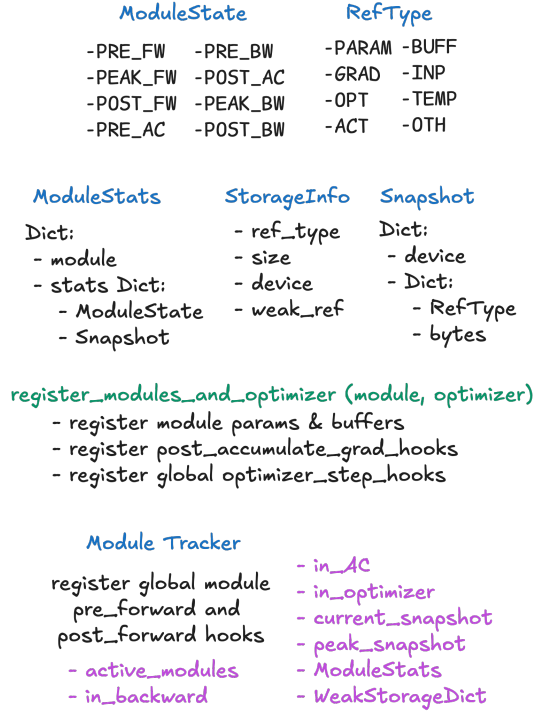 ModuleState
-PRE_FW -PRE_BW
-PEAK_FW -POST_AC
-POST_FW -PEAK_BW
-PRE_AC -POST_BW
RefType
-PARAM -BUFF
-GRAD -INP
-OPT -TEMP
-ACT -OTH
ModuleStats
Dict:
- module
- stats Dict:
- ModuleState
- Snapshot
StorageInfo
- ref_type
- size
- device
- weak_ref
Snapshot
Dict:
- device
- Dict:
- RefType
- bytes
register_modules_and_optimizer (module, optimizer)
- register module params & buffers
- register post_accumulate_grad_hooks
- register global optimizer_step_hooks
Module Tracker
register global module
pre_forward and
post_forward hooks
- active_modules
- in_backward
- in_AC
- in_optimizer
- current_snapshot
- peak_snapshot
- ModuleStats
- WeakStorageDict